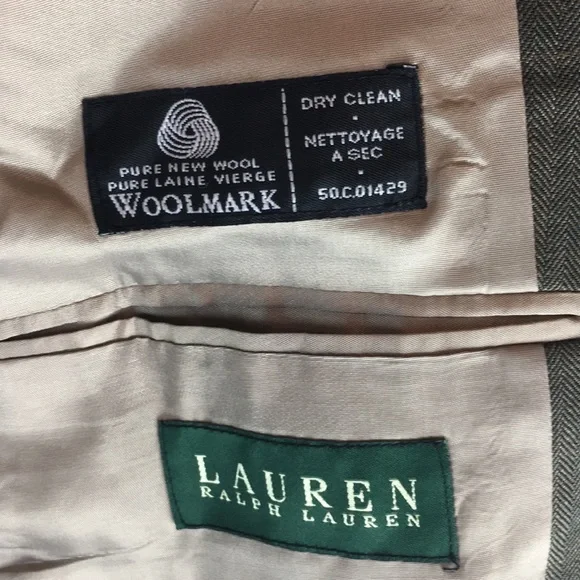 PURE NEW WOOL
PURE LAINE VIERGE
WOOLMARK
DRY CLEAN
NETTOYAGE
A SEC
50.C.01429
LAUREN
RALPH LAUREN